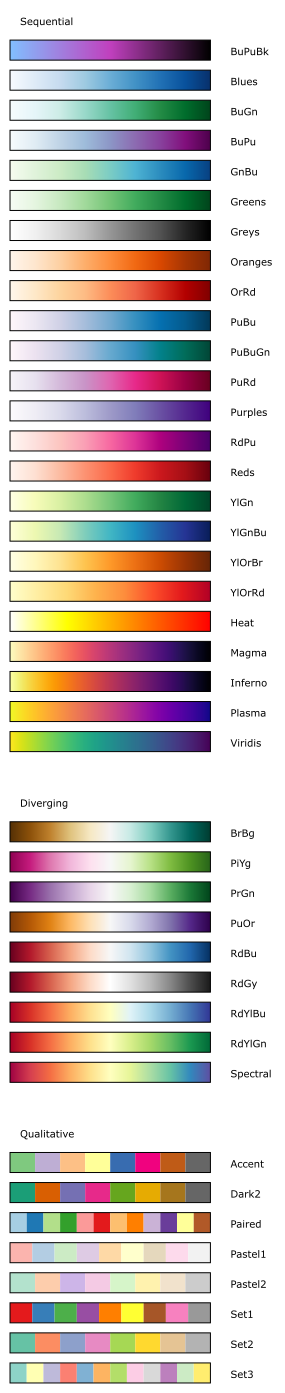 Sequential
BuPuBk
Blues
BuGn
BuPu
GnBu
Greens
Greys
Oranges
OrRd
PuBu
PuBuGn
PuRd
Purples
RdPu
Reds
YlGn
YlGnBu
YlOrBr
YlOrRd
Heat
Magma
Inferno
Plasma
Viridis
Diverging
BrBg
PiYg
PrGn
PuOr
RdBu
RdGy
RdYlBu
RdYlGn
Spectral
Qualitative
Accent
Dark2
Paired
Pastel1
Pastel2
Set1
Set2
Set3